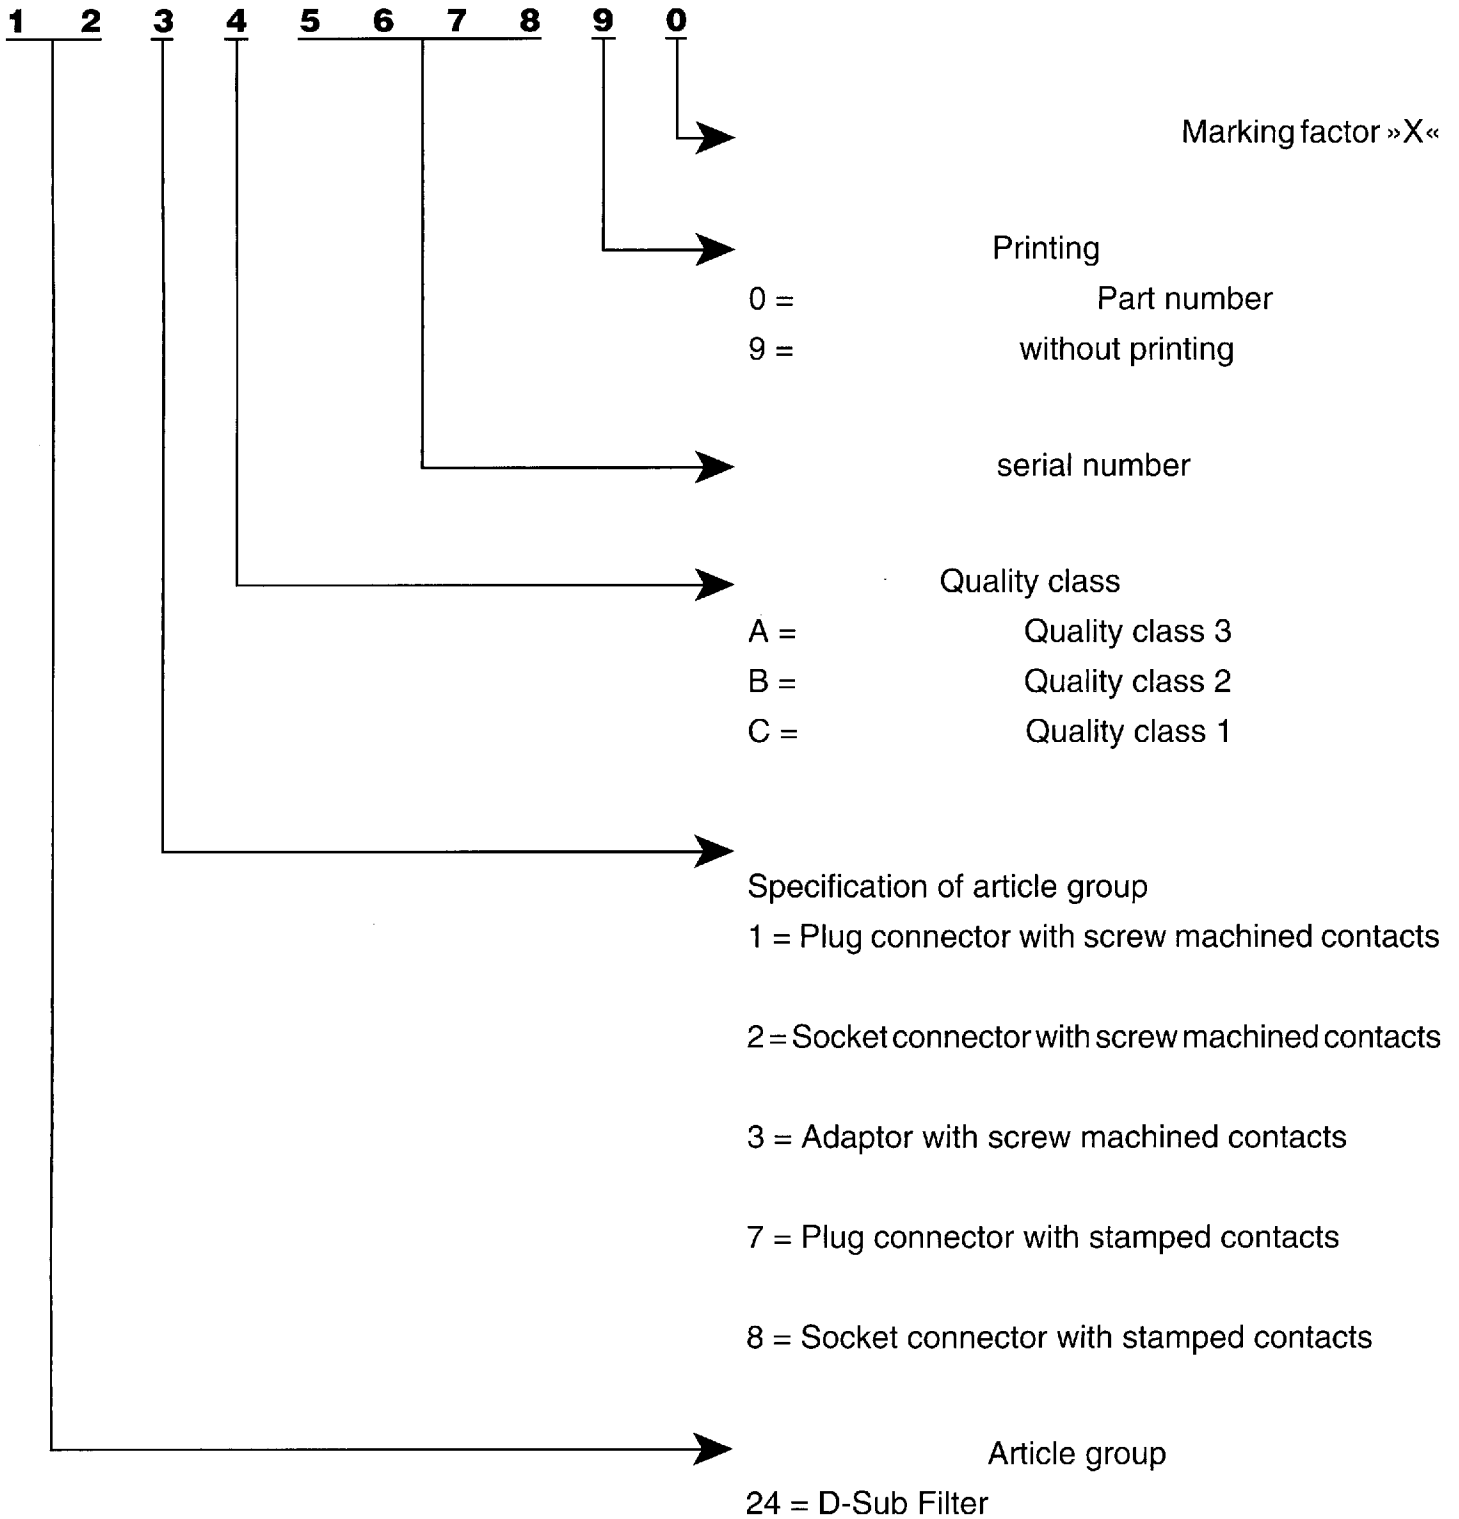 1 2 3 4 5 6 7 8 9 0
Marking factor »X«
Printing
0 = Part number
9 = without printing
serial number
Quality class
A = Quality class 3
B = Quality class 2
C = Quality class 1
Specification of article group
1 = Plug connector with screw machined contacts
2 = Socket connector with screw machined contacts
3 = Adaptor with screw machined contacts
7 = Plug connector with stamped contacts
8 = Socket connector with stamped contacts
Article group
24 = D-Sub Filter